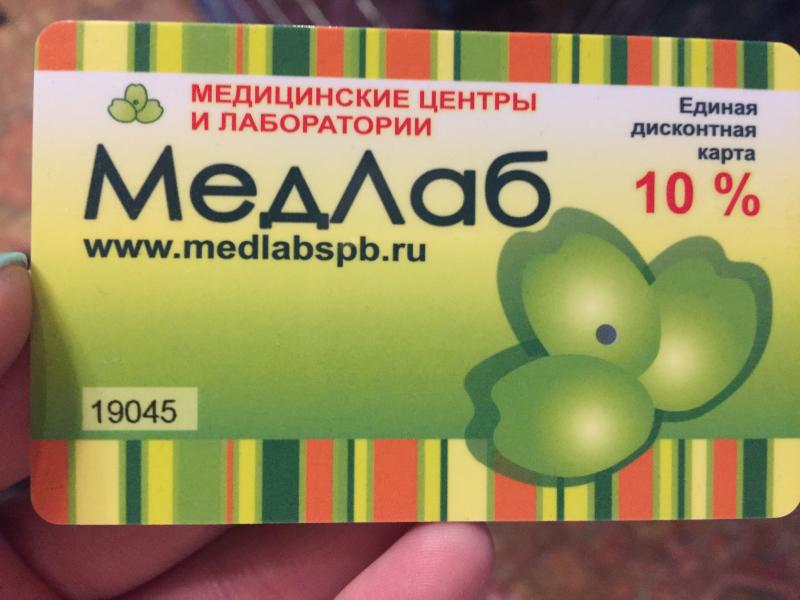 МЕДИЦИНСКИЕ ЦЕНТРЫ
И ЛАБОРАТОРИИ
МедЛаб
www.medlabspb.ru
Единая
дисконтная
карта
10 %
19045